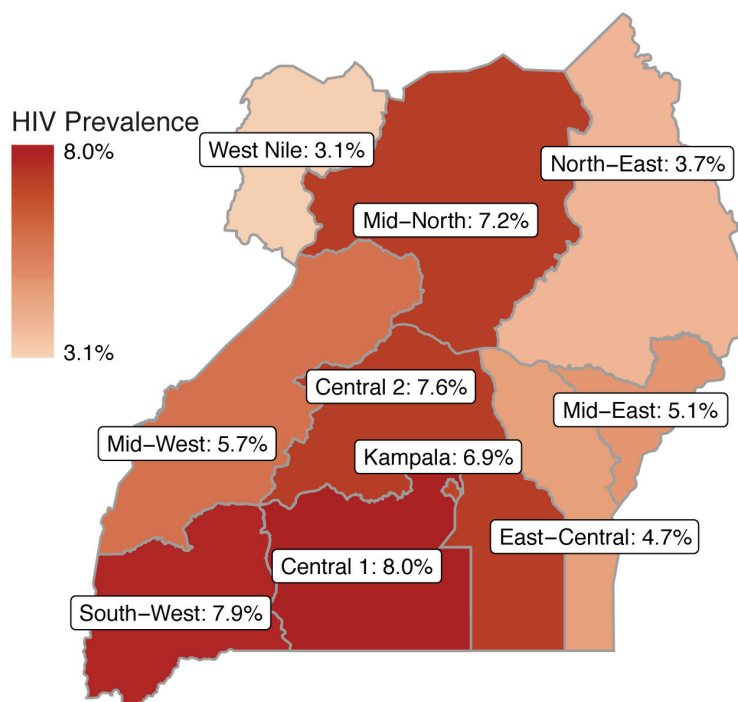 HIV Prevalence
8.0%
3.1%
West Nile: 3.1%
North−East: 3.7%
Mid−North: 7.2%
Central 2: 7.6%
Mid−East: 5.1%
Mid−West: 5.7%
Kampala: 6.9%
East−Central: 4.7%
Central 1: 8.0%
South−West: 7.9%